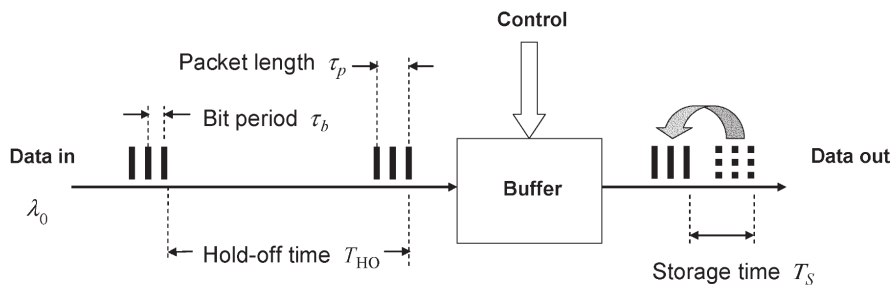 Control
Packet length τp
Bit period τb
Data in
Buffer
Data out
λ0
Hold-off time THO
Storage time TS